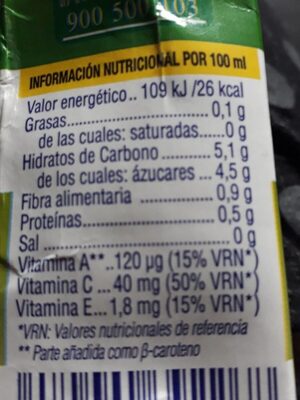 900 500 103
INFORMACIÓN NUTRICIONAL POR 100 ml
Valor energético.. 109 kJ /26 kcal
Grasas..........................0,1 g
de las cuales: saturadas.....0 g
Hidratos de Carbono .... 5,1 g
de los cuales: ázucares ... 4,5 g
Fibra alimentaria ............. 0,9 g
Proteínas....................... 0,5 g
Sal ................................ 0 g
Vitamina A**..120 µg (15% VRN*)
Vitamina C ... 40 mg (50% VRN*)
Vitamina E...1,8 mg (15% VRN*)
*VRN: Valores nutricionales de referencia
** Parte añadida como β-caroteno